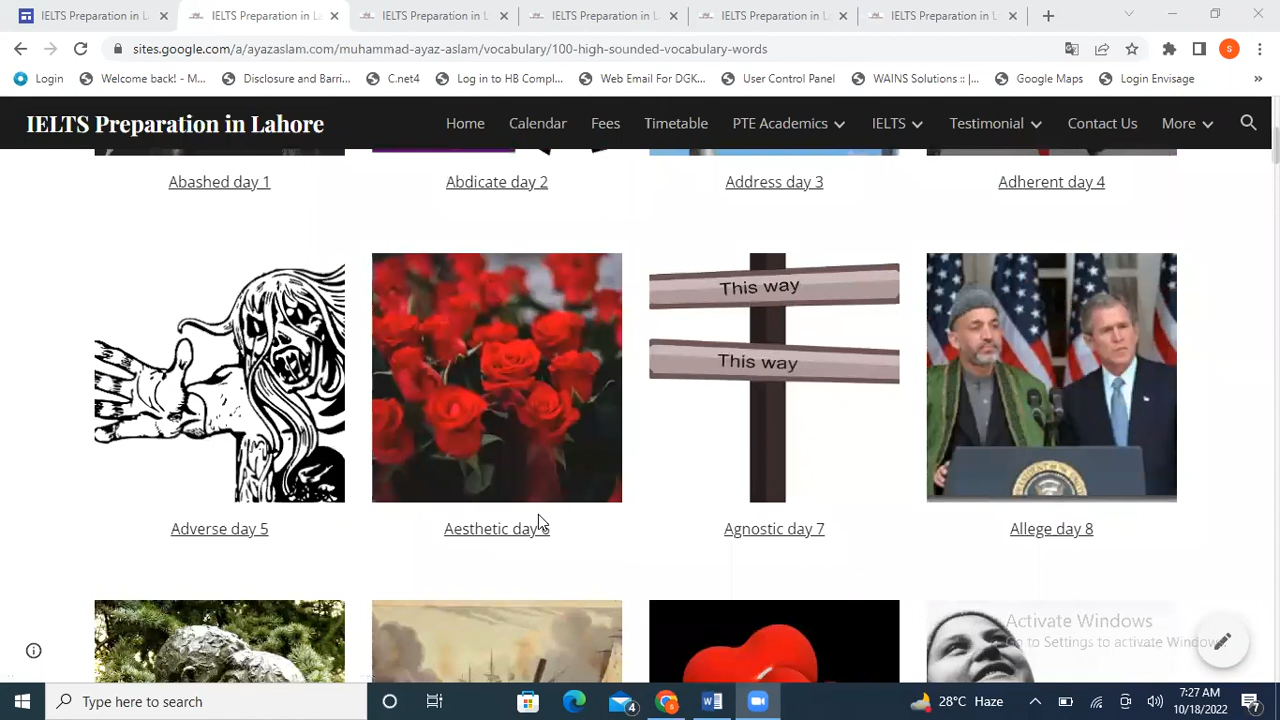 IELTS Preparation in La
IELTS Preparation in La
IELTS Preparation in L
IELTS Preparation in L
IELTS Preparation in L
IELTS Preparation in L
sites.google.com/a/ayazaslam.com/muhammad-ayaz-aslam/vocabulary/100-high-sounded-vocabulary-words
S
Login
Welcome back! - M...
Disclosure and Barri...
C.net4
Log in to HB Compl...
Web Email For DGK...
User Control Panel
WAINS Solutions :: |...
Google Maps
Login Envisage
IELTS Preparation in Lahore
Home
Calendar
Fees
Timetable
PTE Academics
IELTS
Testimonial
Contact Us
More
Abashed day 1
Abdicate day 2
Address day 3
Adherent day 4
This way
This way
Adverse day 5
Aesthetic day 6
Agnostic day 7
Allege day 8
Activate Windows
Go to Settings to activate Windows.
Type here to search
4
28°C Haze
7:27 AM
10/18/2022
7